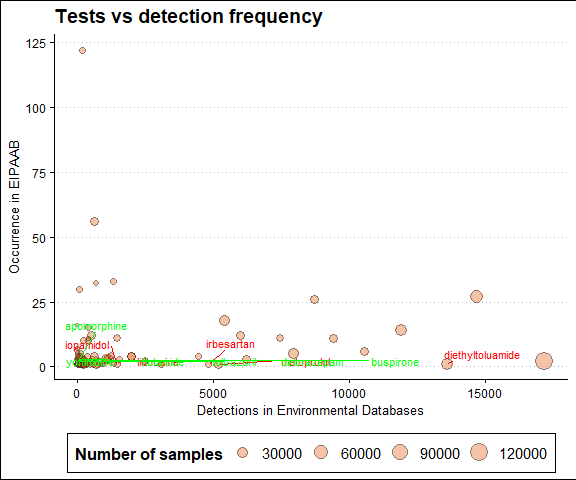 Tests vs detection frequency
Occurrence in EIPAAB
125
100
75
50
25
0
apomorphine
iopamidol
irbesartan
diethyltoluamide
buspirone
0
5000
10000
15000
Detections in Environmental Databases
Number of samples
30000
60000
90000
120000